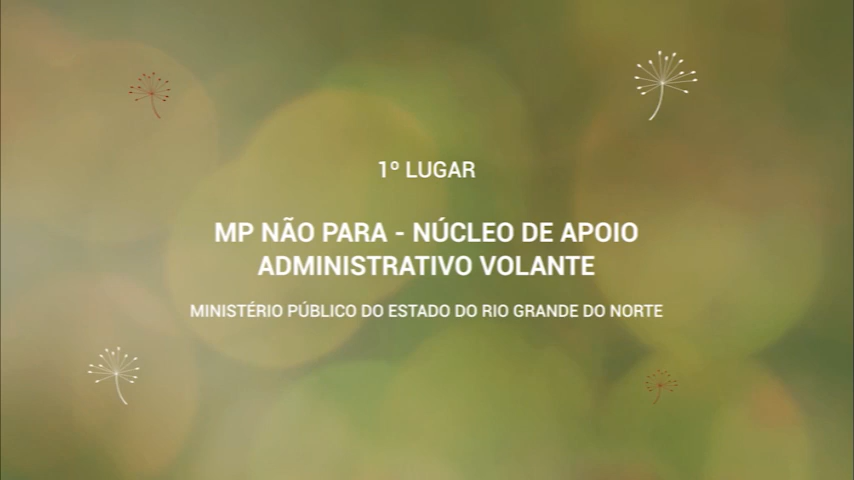 1º LUGAR
MP NÃO PARA - NÚCLEO DE APOIO
ADMINISTRATIVO VOLANTE
MINISTÉRIO PÚBLICO DO ESTADO DO RIO GRANDE DO NORTE